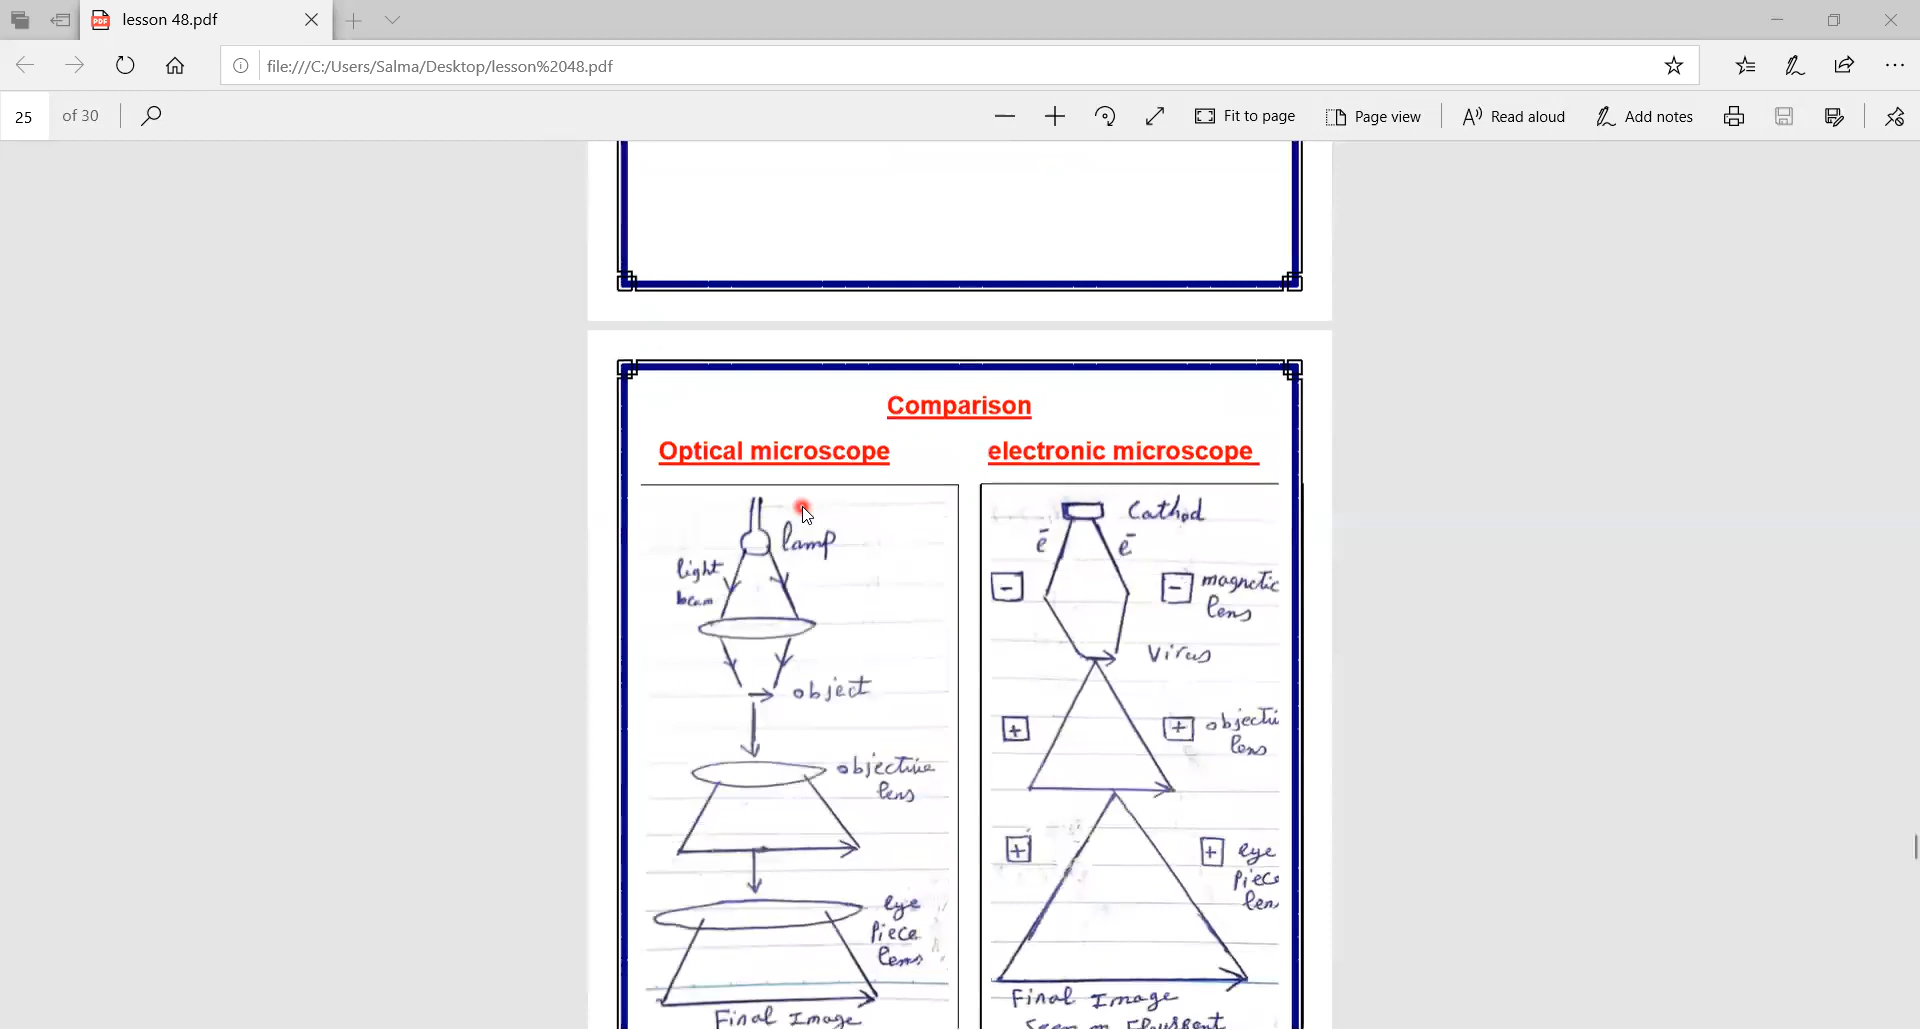 lesson 48.pdf
file:///C:/Users/Salma/Desktop/lesson%2048.pdf
25 of 30
Fit to page
Page view
Read aloud
Add notes
Comparison
Optical microscope
electronic microscope
lamp
light
beam
object
objective
lens
eye
Piece
lens
Final Image
Cathod
e⁻ e⁻
- - magnetic
lens
Virus
+ + objecti
lens
+ + eye
Piece
len
Final Image